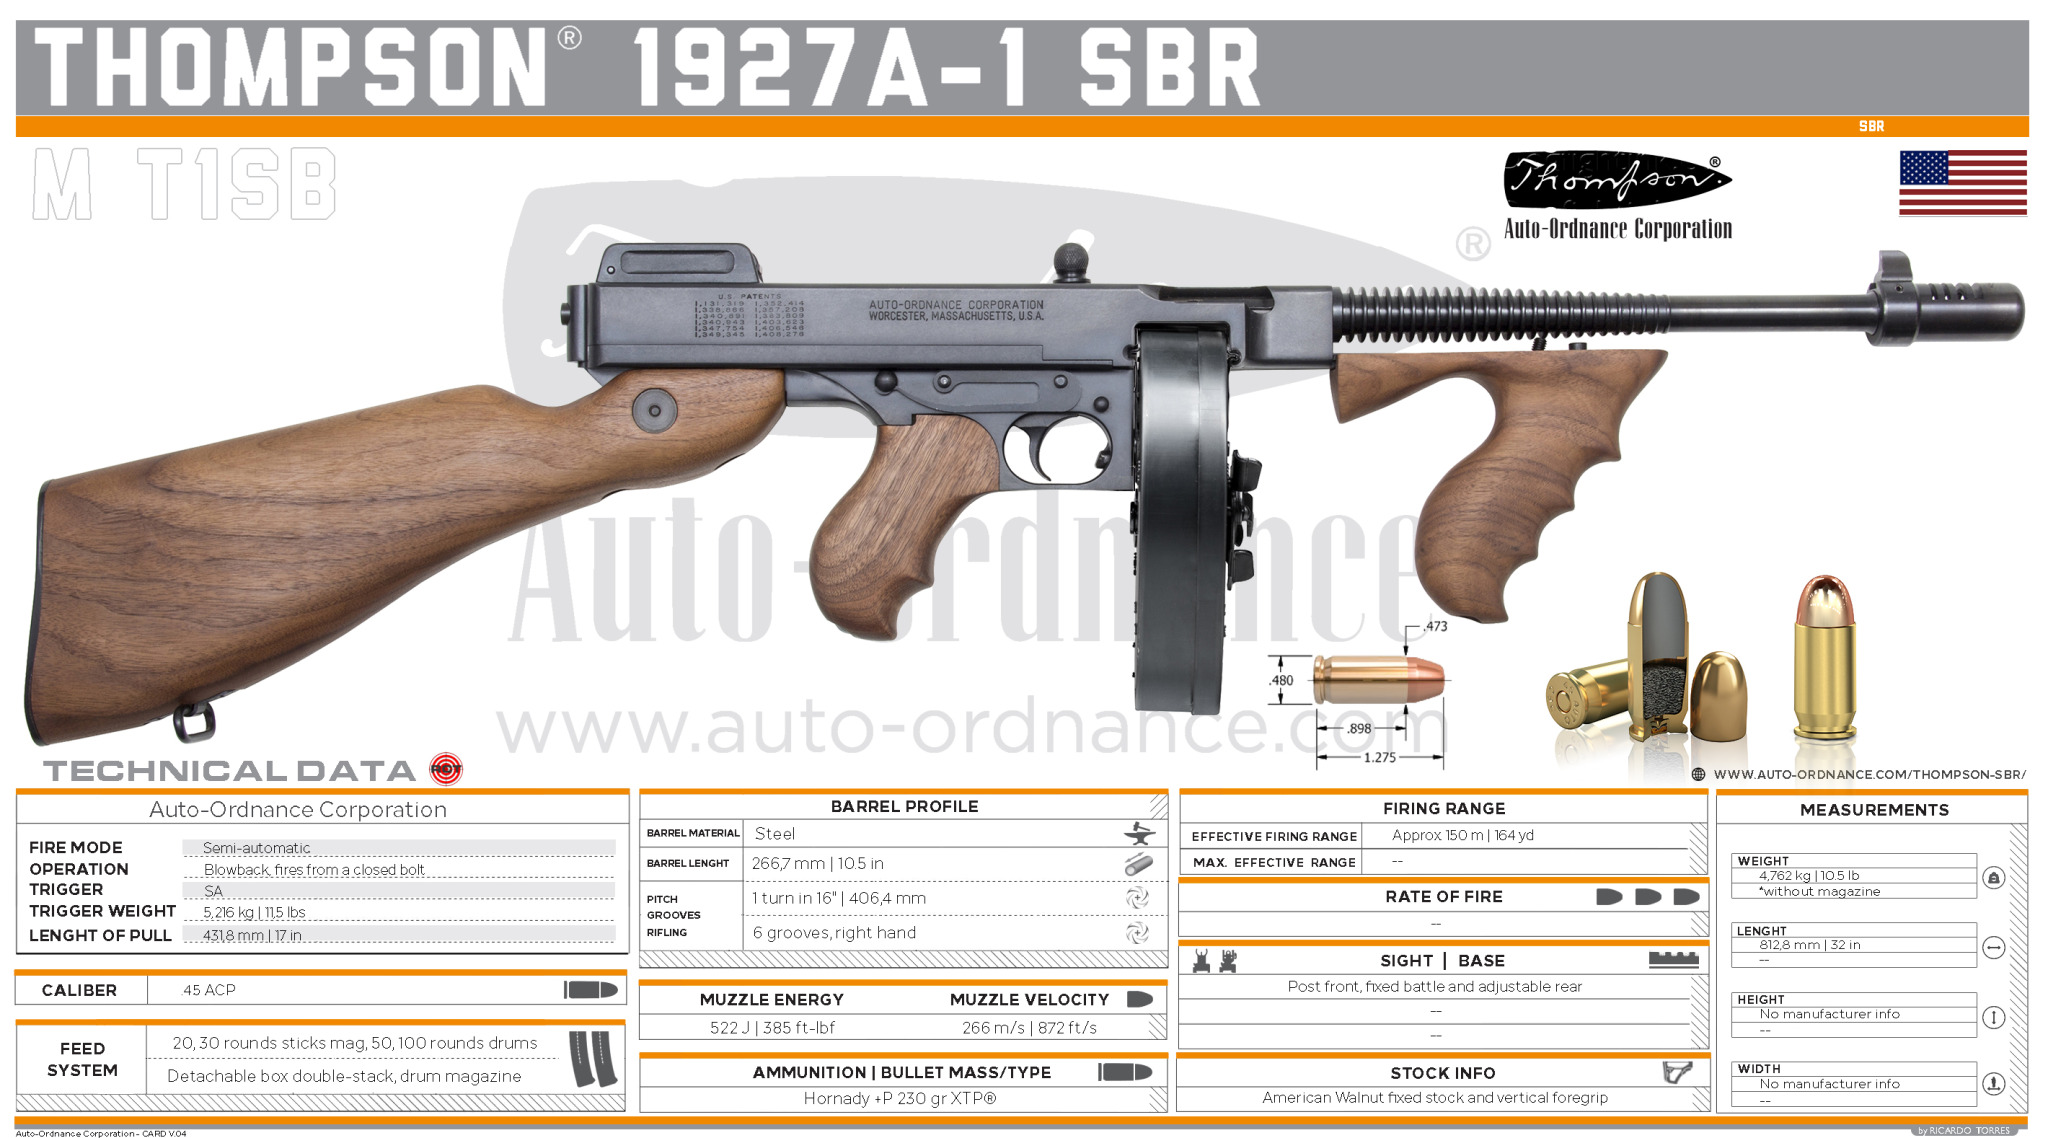 THOMPSON® 1927A-1 SBR
SBR
M T1SB
Thompson®
Auto-Ordnance Corporation
®
U.S. PATENTS
AUTO-ORDNANCE CORPORATION
WORCESTER, MASSACHUSETTS, U.S.A.
Auto-Ordnance
www.auto-ordnance.com
.473
.480
.898
1.275
WWW.AUTO-ORDNANCE.COM/THOMPSON-SBR/
TECHNICAL DATA
Auto-Ordnance Corporation
FIRE MODE Semi-automatic
OPERATION Blowback, fires from a closed bolt
TRIGGER SA
TRIGGER WEIGHT 5,216 kg | 11,5 lbs
LENGHT OF PULL 431,8 mm | 17 in
CALIBER .45 ACP
FEED SYSTEM
20, 30 rounds sticks mag, 50, 100 rounds drums
Detachable box double-stack, drum magazine
BARREL PROFILE
BARREL MATERIAL Steel
BARREL LENGHT 266,7 mm | 10.5 in
PITCH 1 turn in 16" | 406,4 mm
GROOVES
RIFLING 6 grooves, right hand
MUZZLE ENERGY MUZZLE VELOCITY
522 J | 385 ft-lbf 266 m/s | 872 ft/s
AMMUNITION | BULLET MASS/TYPE
Hornady +P 230 gr XTP®
FIRING RANGE
EFFECTIVE FIRING RANGE Approx 150 m | 164 yd
MAX. EFFECTIVE RANGE --
RATE OF FIRE
--
SIGHT | BASE
Post front, fixed battle and adjustable rear
--
--
STOCK INFO
American Walnut fixed stock and vertical foregrip
MEASUREMENTS
WEIGHT
4,762 kg | 10.5 lb
*without magazine
LENGHT
812,8 mm | 32 in
--
HEIGHT
No manufacturer info
--
WIDTH
No manufacturer info
--
Auto-Ordnance Corporation - CARD V.04
by RICARDO TORRES